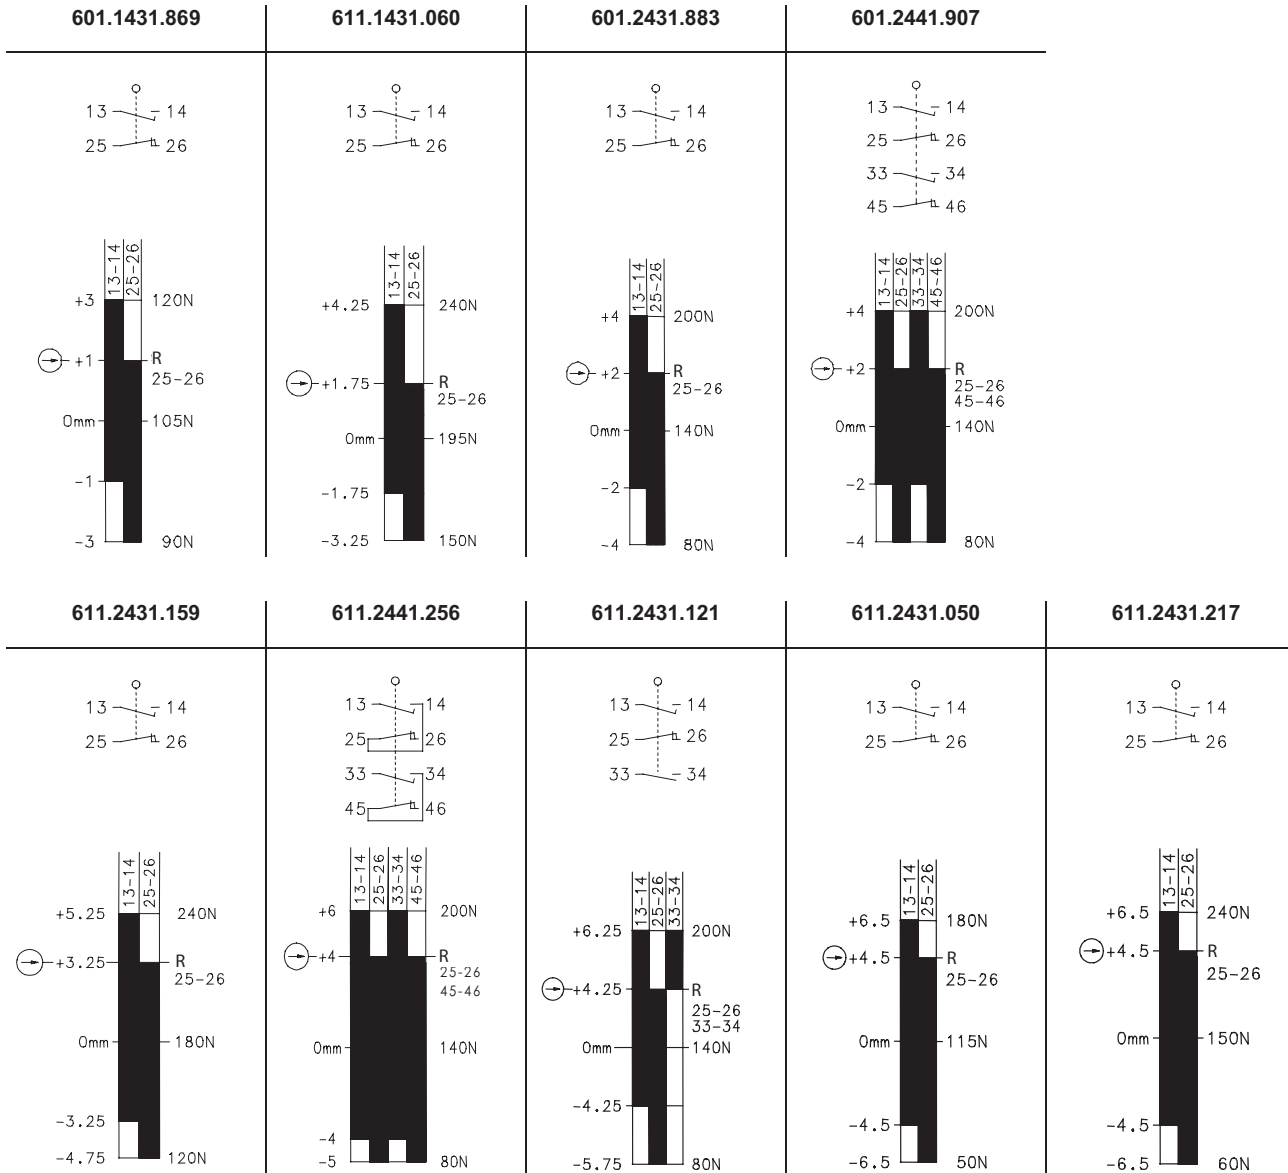 601.1431.869
13 14
25 26
13-14 25-26
+3 120N
+1 R
25-26
0mm 105N
-1
-3 90N
611.1431.060
13 14
25 26
13-14 25-26
+4.25 240N
+1.75 R
25-26
0mm 195N
-1.75
-3.25 150N
601.2431.883
13 14
25 26
13-14 25-26
+4 200N
+2 R
25-26
0mm 140N
-2
-4 80N
601.2441.907
13 14
25 26
33 34
45 46
13-14 25-26 33-34 45-46
+4 200N
+2 R
25-26
45-46
0mm 140N
-2
-4 80N
611.2431.159
13 14
25 26
13-14 25-26
+5.25 240N
+3.25 R
25-26
0mm 180N
-3.25
-4.75 120N
611.2441.256
13 14
25 26
33 34
45 46
13-14 25-26 33-34 45-46
+6 200N
+4 R
25-26
45-46
0mm 140N
-4
-5 80N
611.2431.121
13 14
25 26
33 34
13-14 25-26 33-34
+6.25 200N
+4.25 R
25-26
33-34
0mm 140N
-4.25
-5.75 80N
611.2431.050
13 14
25 26
13-14 25-26
+6.5 180N
+4.5 R
25-26
0mm 115N
-4.5
-6.5 50N
611.2431.217
13 14
25 26
13-14 25-26
+6.5 240N
+4.5 R
25-26
0mm 150N
-4.5
-6.5 60N